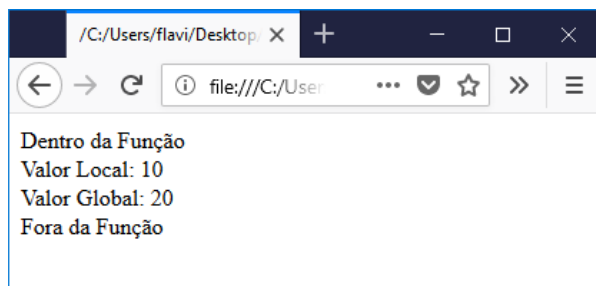 /C:/Users/flavi/Desktop/
file:///C:/User
Dentro da Função
Valor Local: 10
Valor Global: 20
Fora da Função